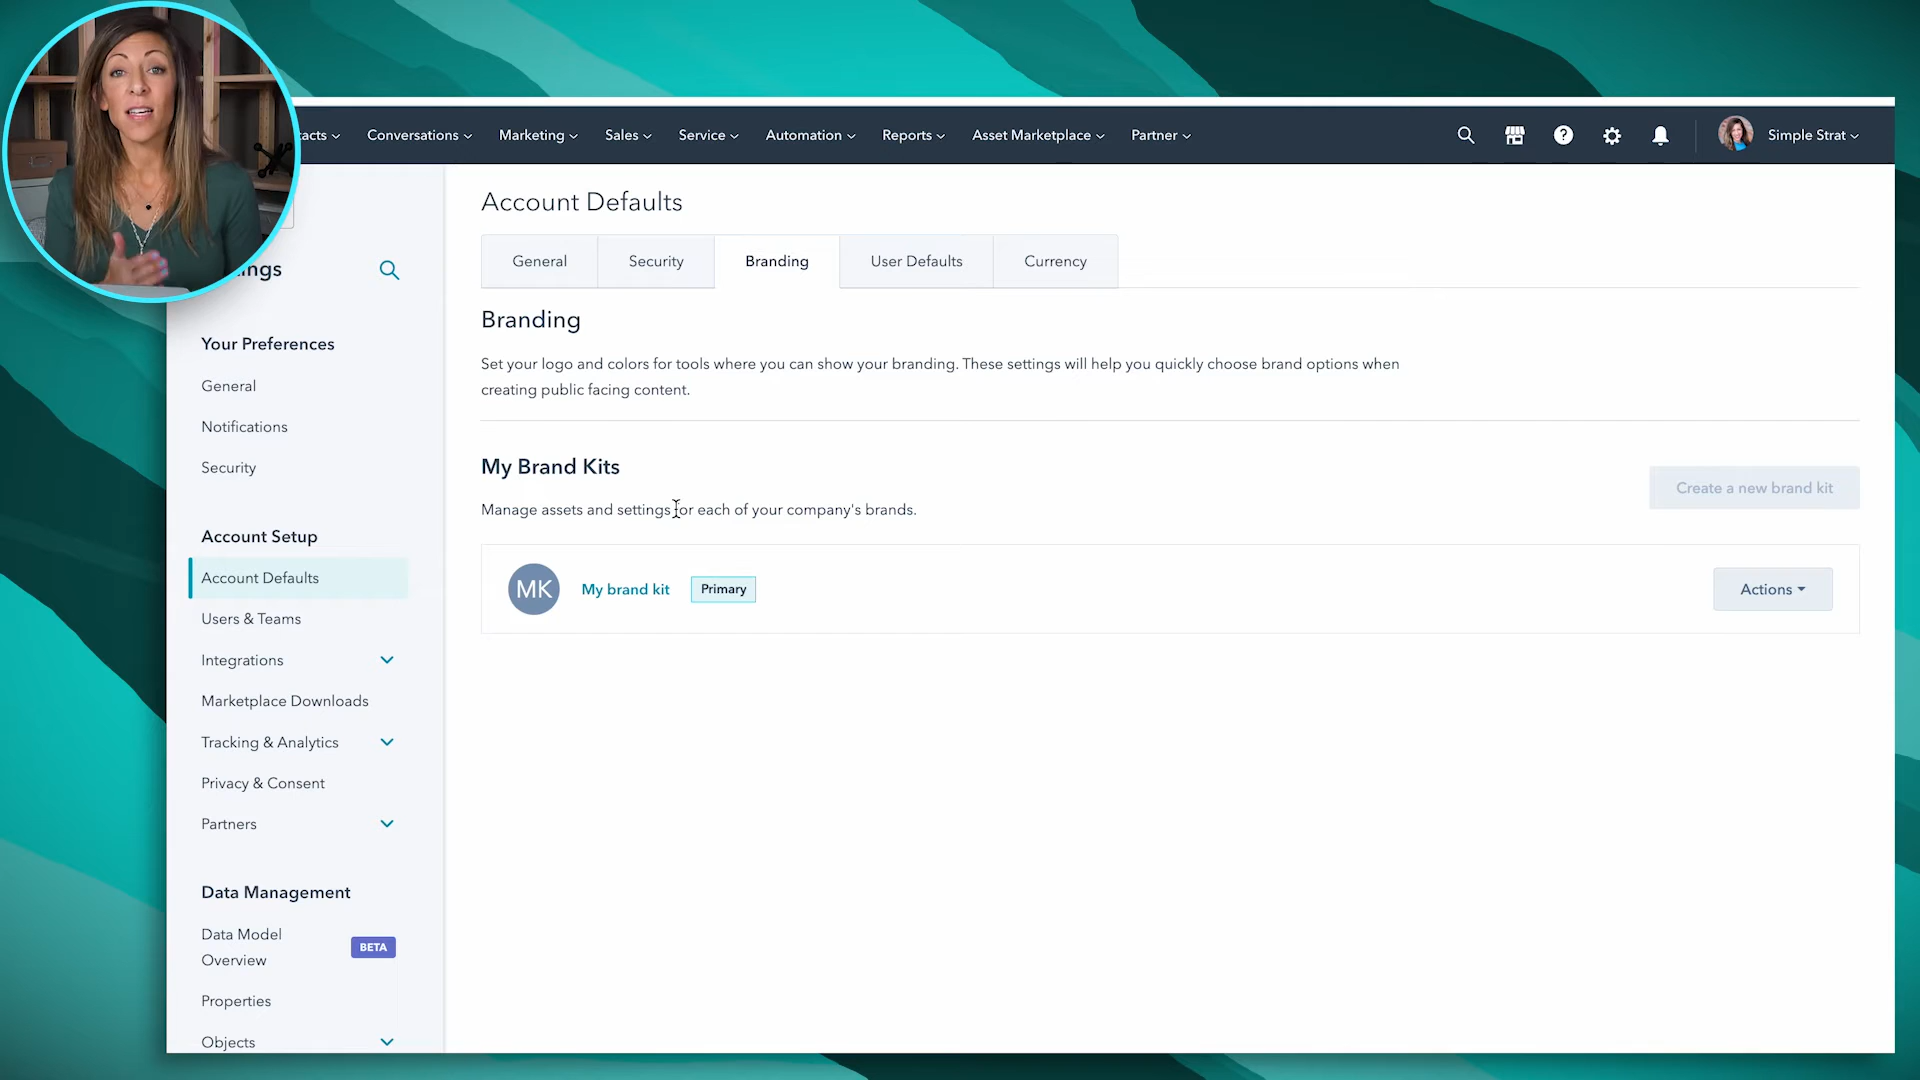 Conversations
Marketing
Sales
Service
Automation
Reports
Asset Marketplace
Partner
Simple Strat
Account Defaults
General
Security
Branding
User Defaults
Currency
Your Preferences
General
Notifications
Security
Account Setup
Account Defaults
Users & Teams
Integrations
Marketplace Downloads
Tracking & Analytics
Privacy & Consent
Partners
Data Management
Data Model
Overview
BETA
Properties
Objects
Branding
Set your logo and colors for tools where you can show your branding. These settings will help you quickly choose brand options when
creating public facing content.
My Brand Kits
Create a new brand kit
Manage assets and settings for each of your company's brands.
MK
My brand kit
Primary
Actions